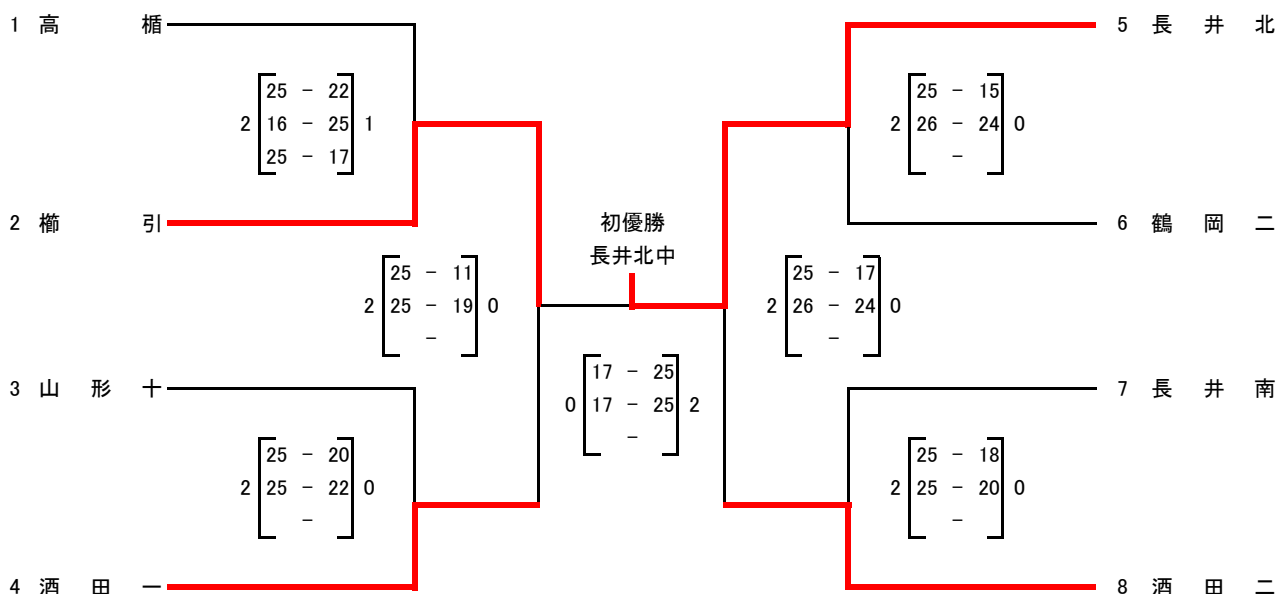 1 高 楯
5 長 井 北
25 － 22
2 16 － 25 1
25 － 17
25 － 15
2 26 － 24 0
－
2 櫛 引
6 鶴 岡 二
初優勝
長井北中
25 － 11
2 25 － 19 0
－
25 － 17
2 26 － 24 0
－
17 － 25
0 17 － 25 2
－
3 山 形 十
7 長 井 南
25 － 20
2 25 － 22 0
－
25 － 18
2 25 － 20 0
－
4 酒 田 一
8 酒 田 二